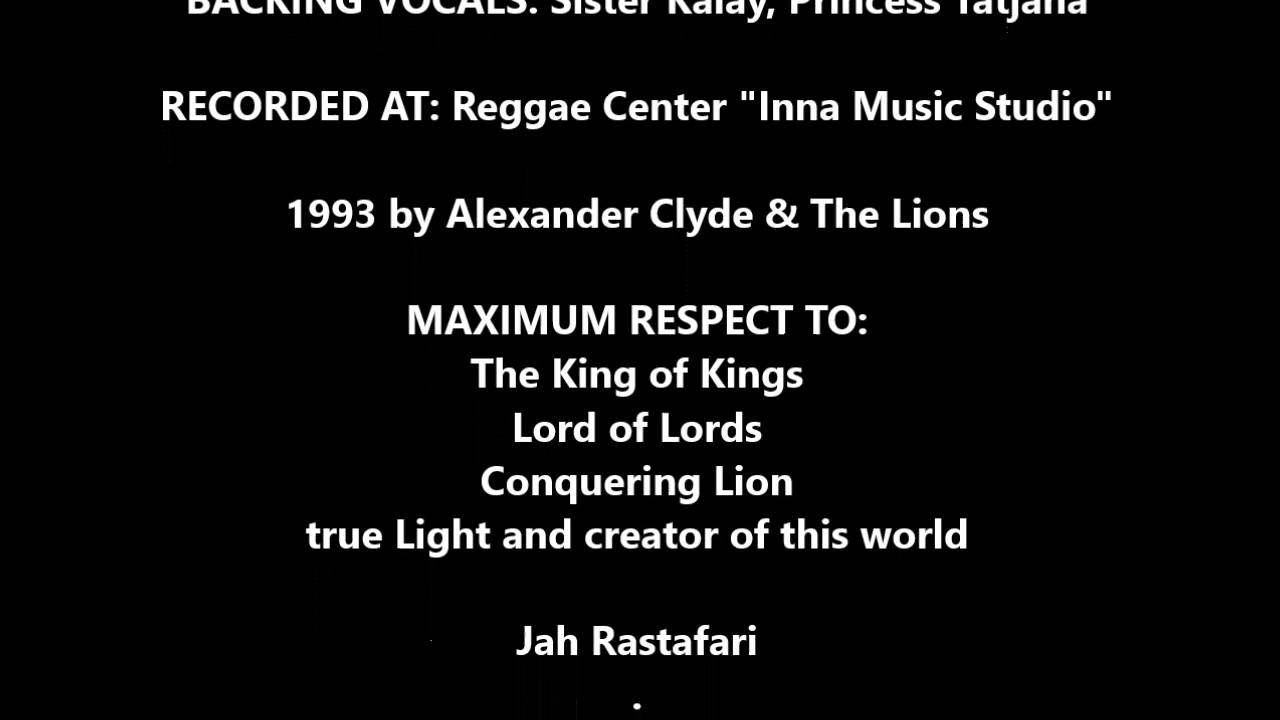 BACKING VOCALS: Sister Kalay, Princess Tatjana
RECORDED AT: Reggae Center "Inna Music Studio"
1993 by Alexander Clyde & The Lions
MAXIMUM RESPECT TO:
The King of Kings
Lord of Lords
Conquering Lion
true Light and creator of this world
Jah Rastafari
.